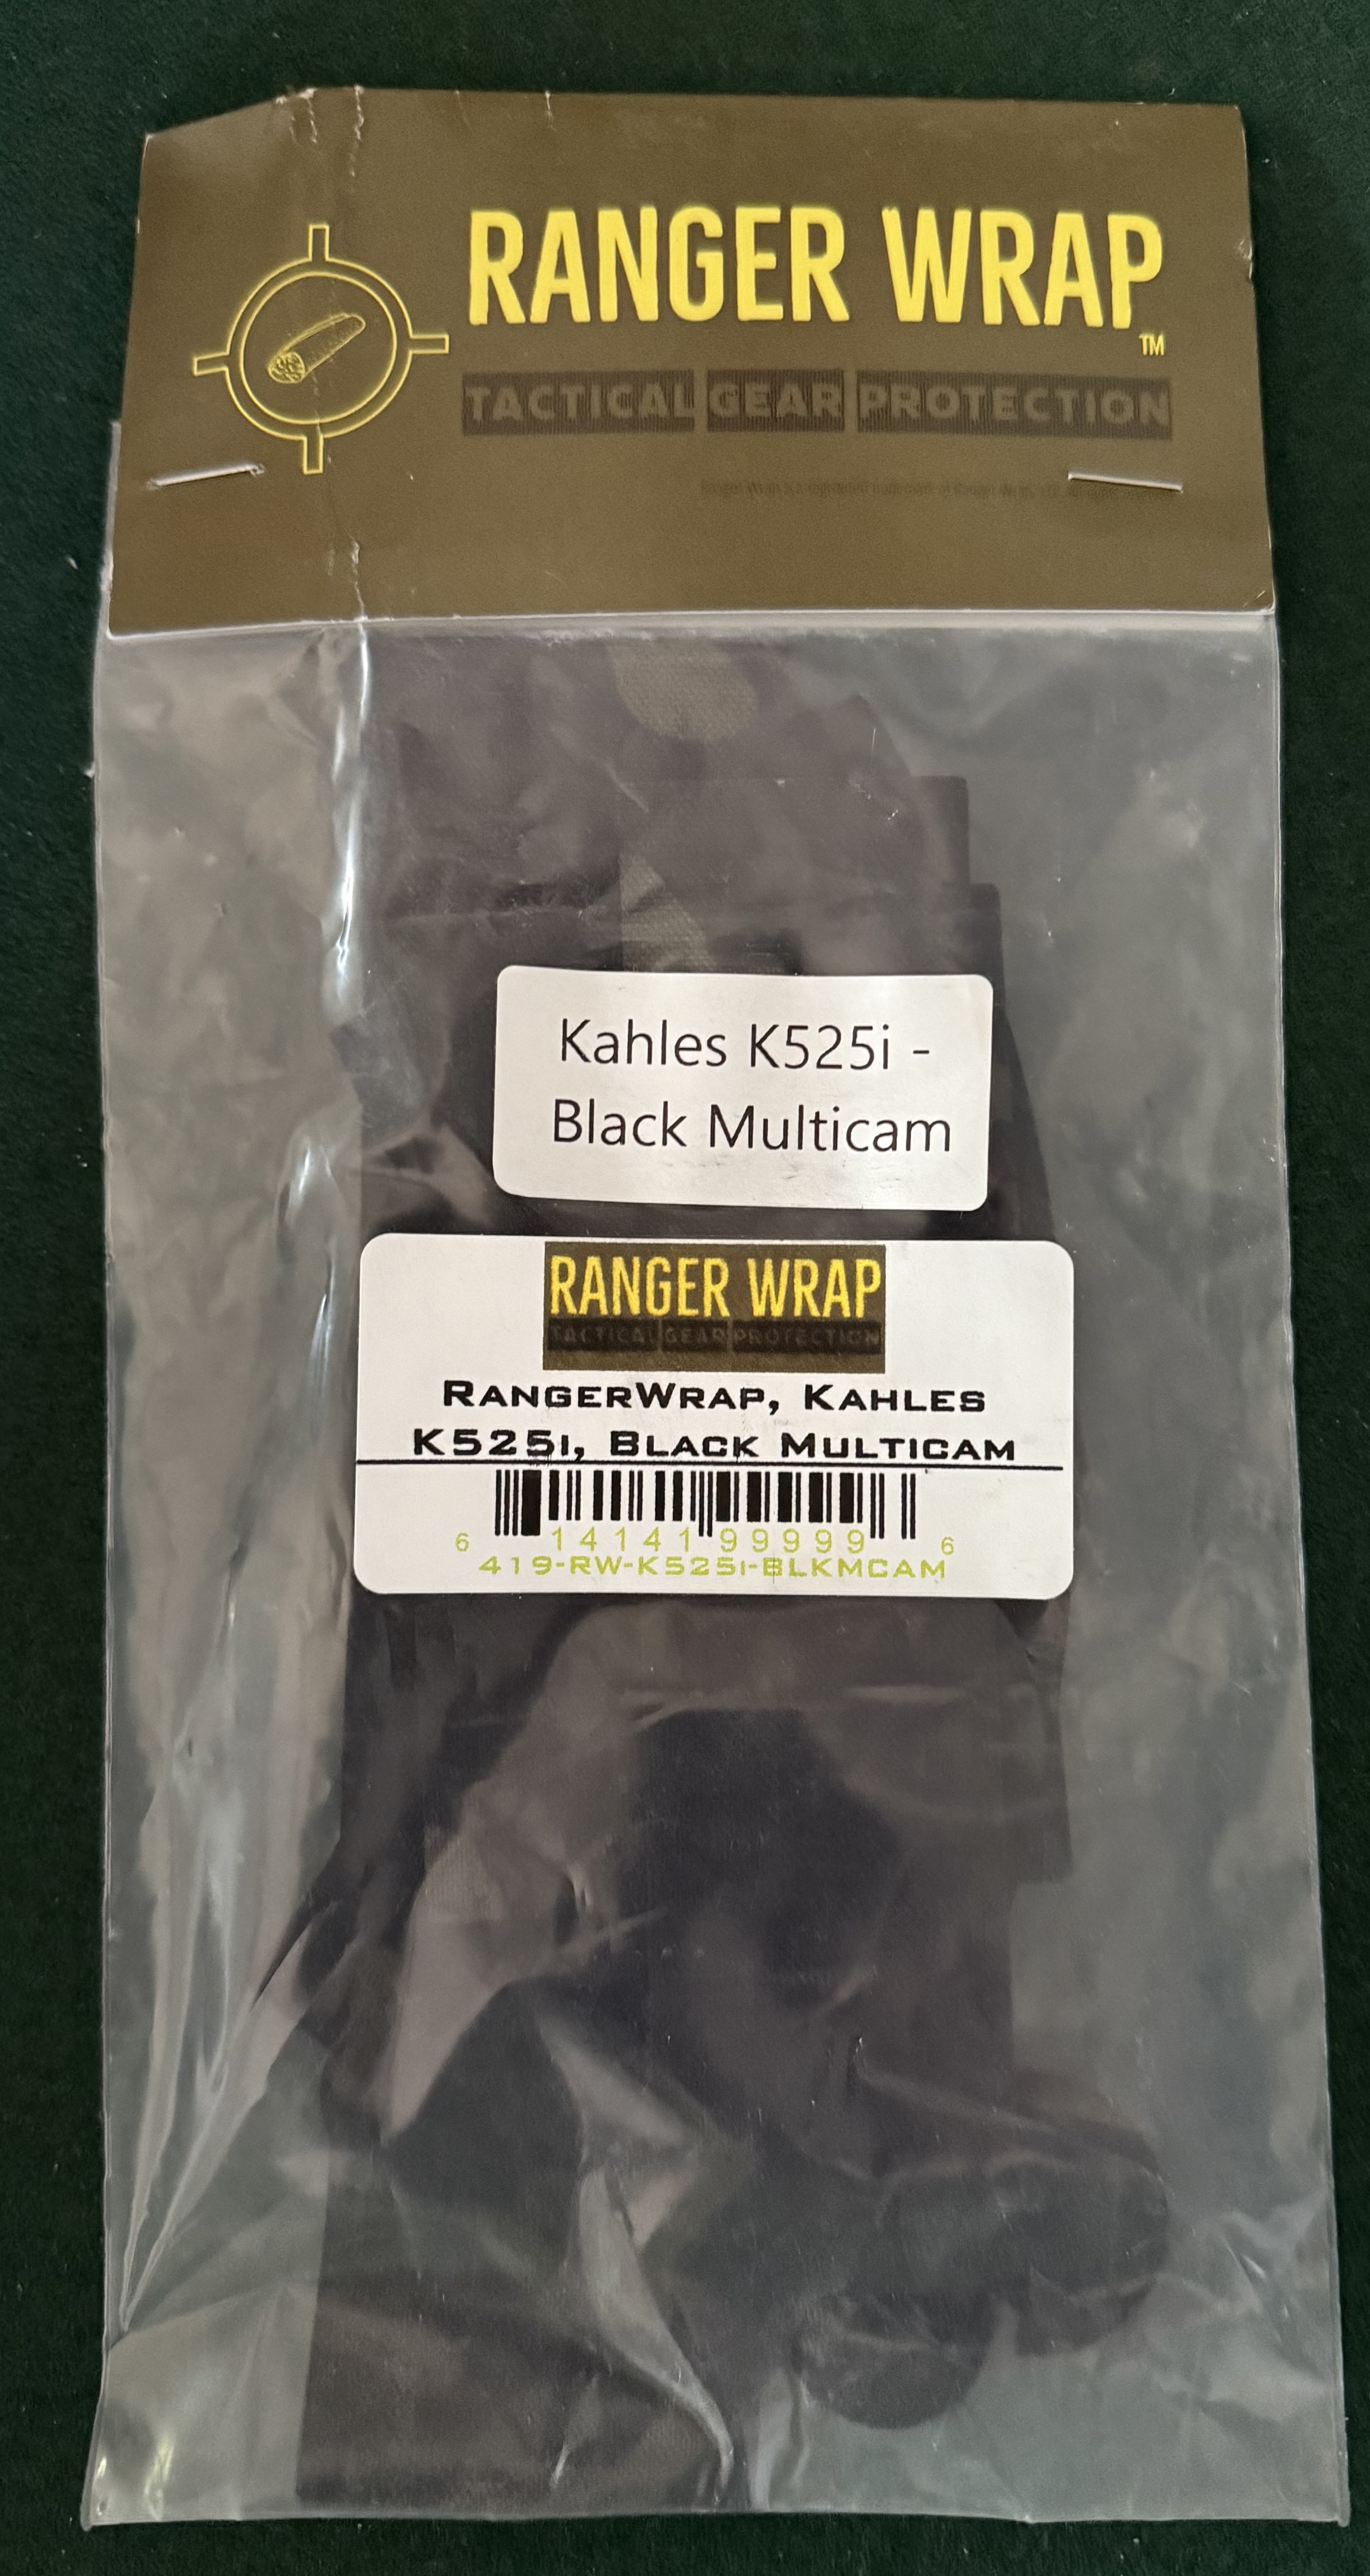 RANGER WRAP
TM
TACTICAL GEAR PROTECTION
Kahles K525i -
Black Multicam
RANGER WRAP
TACTICAL GEAR PROTECTION
RANGERWRAP, KAHLES
K525I, BLACK MULTICAM
6 14141 99999 6
419-RW-K525I-BLKMCAM